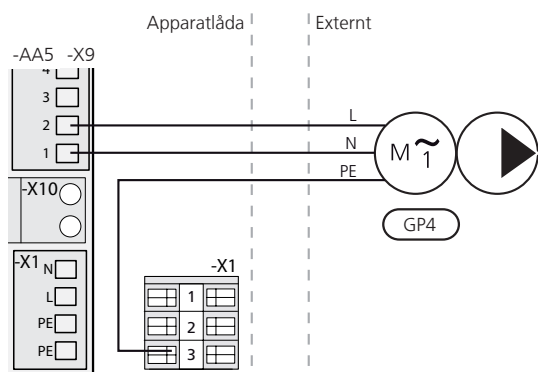 Apparatlåda
Externt
-AA5 -X9
4
3
2
1
L
N
PE
M ~
1
GP4
-X10
-X1
N
L
PE
PE
-X1
1
2
3